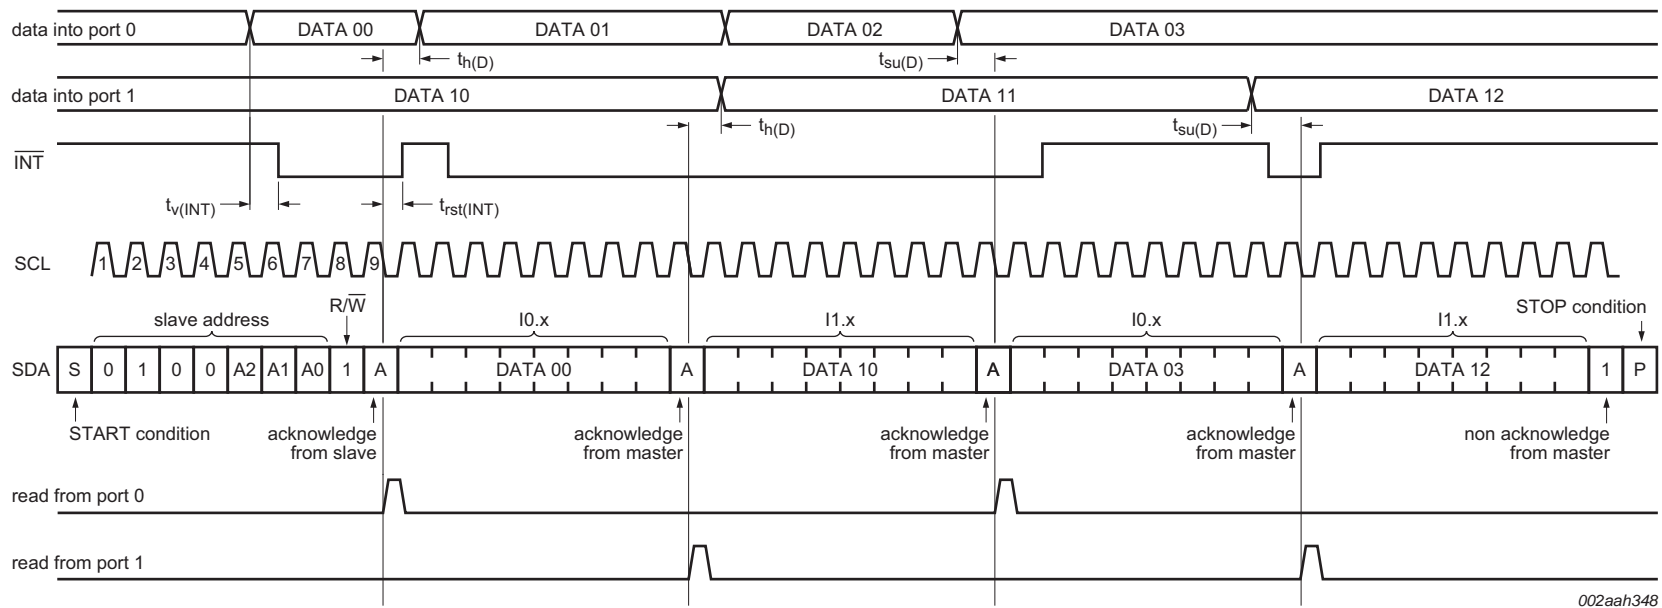 data into port 0 DATA 00 DATA 01 DATA 02 DATA 03
th(D) tsu(D)
data into port 1 DATA 10 DATA 11 DATA 12
th(D) tsu(D)
INT
tv(INT) trst(INT)
SCL 1 2 3 4 5 6 7 8 9
R/W
STOP condition
slave address I0.x I1.x I0.x I1.x
SDA S 0 1 0 0 A2 A1 A0 1 A DATA 00 A DATA 10 A DATA 03 A DATA 12 1 P
START condition acknowledge acknowledge acknowledge acknowledge non acknowledge
from slave from master from master from master from master
read from port 0
read from port 1
002aah348